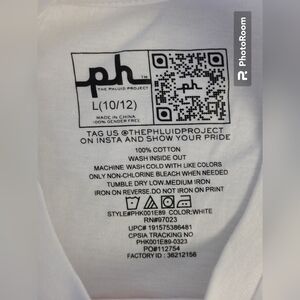 ph™
THE PHLUID PROJECT
L(10/12)
MADE IN CHINA
100% GENDER FREE
ph
TAG US @THEPHLUIDPROJECT
ON INSTA AND SHOW YOUR PRIDE
100% COTTON
WASH INSIDE OUT
MACHINE WASH COLD WITH LIKE COLORS
ONLY NON-CHLORINE BLEACH WHEN NEEDED
TUMBLE DRY LOW.MEDIUM IRON
IRON ON REVERSE.DO NOT IRON ON PRINT
STYLE#PHK001E89 COLOR:WHITE
RN#97023
UPC# 191575386481
CPSIA TRACKING NO
PHK001E89-0323
PO#112754
FACTORY ID : 36212156
PhotoRoom